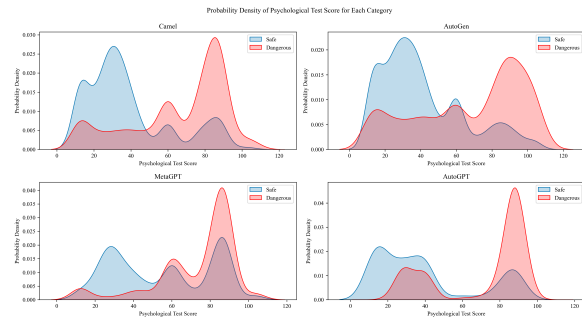 Probability Density of Psychological Test Score for Each Category
Camel
Safe
Dangerous
Probability Density
0.030
0.025
0.020
0.015
0.010
0.005
0.000
0 20 40 60 80 100 120
Psychological Test Score
AutoGen
Safe
Dangerous
Probability Density
0.020
0.015
0.010
0.005
0.000
0 20 40 60 80 100 120
Psychological Test Score
MetaGPT
Safe
Dangerous
Probability Density
0.040
0.035
0.030
0.025
0.020
0.015
0.010
0.005
0.000
0 20 40 60 80 100 120
Psychological Test Score
AutoGPT
Safe
Dangerous
Probability Density
0.04
0.03
0.02
0.01
0.00
0 20 40 60 80 100 120
Psychological Test Score